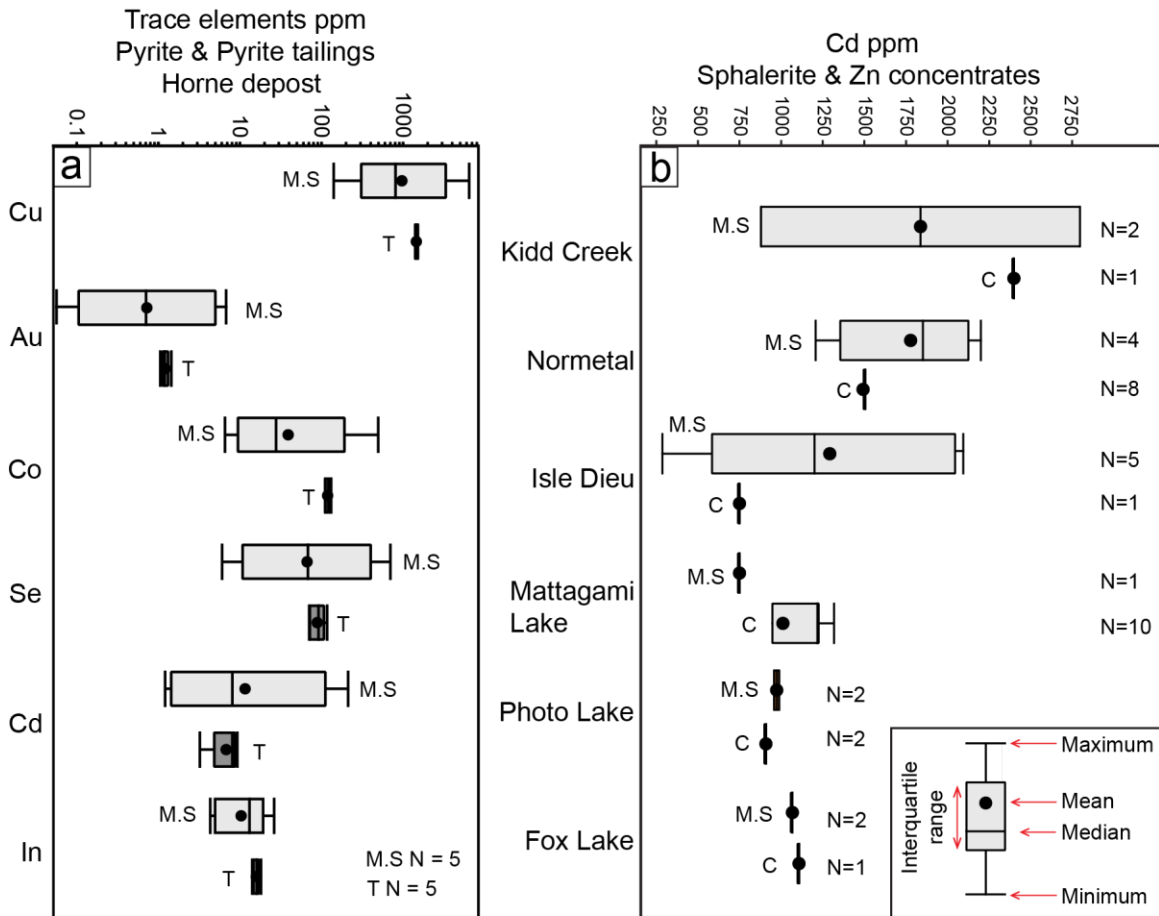 Trace elements ppm
Pyrite & Pyrite tailings
Horne depost
0.1 1 10 100 1000
a
Cu
M.S
T
Au
M.S
T
Co
M.S
T
Se
M.S
T
Cd
M.S
T
In
M.S
T
M.S N = 5
T N = 5
Cd ppm
Sphalerite & Zn concentrates
250 500 750 1000 1250 1500 1750 2000 2250 2500 2750
b
Kidd Creek
M.S N=2
C N=1
Normetal
M.S N=4
C N=8
Isle Dieu
M.S N=5
C N=1
Mattagami
Lake
M.S N=1
C N=10
Photo Lake
M.S N=2
C N=2
Fox Lake
M.S N=2
C N=1
Interquartile
range
Maximum
Mean
Median
Minimum